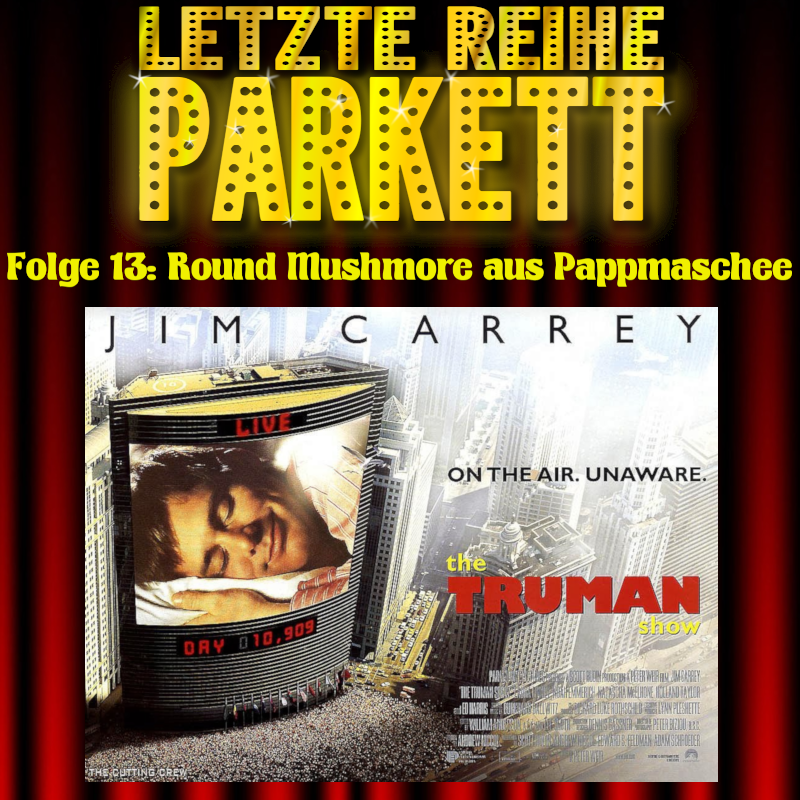 LETZTE REIHE
PARKETT
Folge 13: Round Mushmore aus Pappmaschee
JIM CARREY
LIVE
ON THE AIR. UNAWARE.
the
TRUMAN
show
DAY 010,909
THE CUTTING CREW